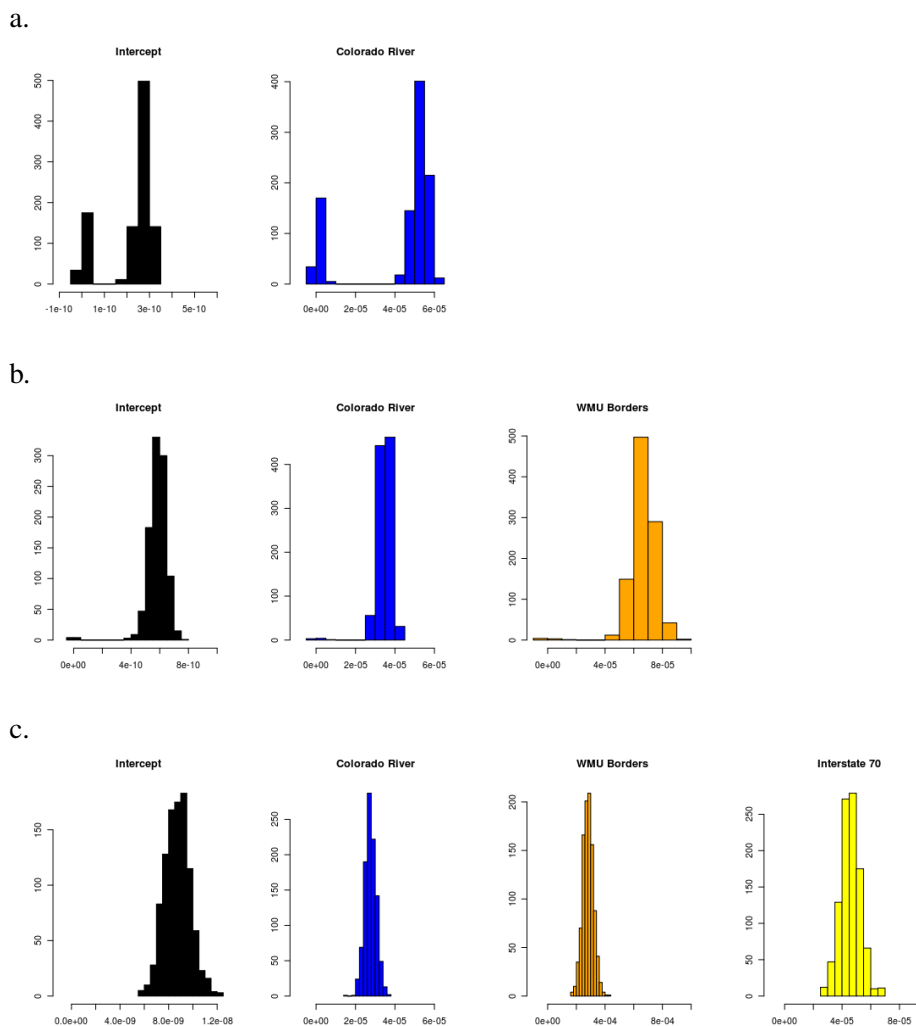 a.
Intercept
Colorado River
500
400
300
200
100
0
-1e-10 1e-10 3e-10 5e-10
400
300
200
100
0
0e+00 2e-05 4e-05 6e-05
b.
Intercept
Colorado River
WMU Borders
300
250
200
150
100
50
0
0e+00 4e-10 8e-10
400
300
200
100
0
0e+00 2e-05 4e-05 6e-05
500
400
300
200
100
0
0e+00 4e-05 8e-05
c.
Intercept
Colorado River
WMU Borders
Interstate 70
150
100
50
0
0.0e+00 4.0e-09 8.0e-09 1.2e-08
250
200
150
100
50
0
0e+00 2e-05 4e-05 6e-05
200
150
100
50
0
0e+00 4e-04 8e-04
250
200
150
100
50
0
0e+00 4e-05 8e-05